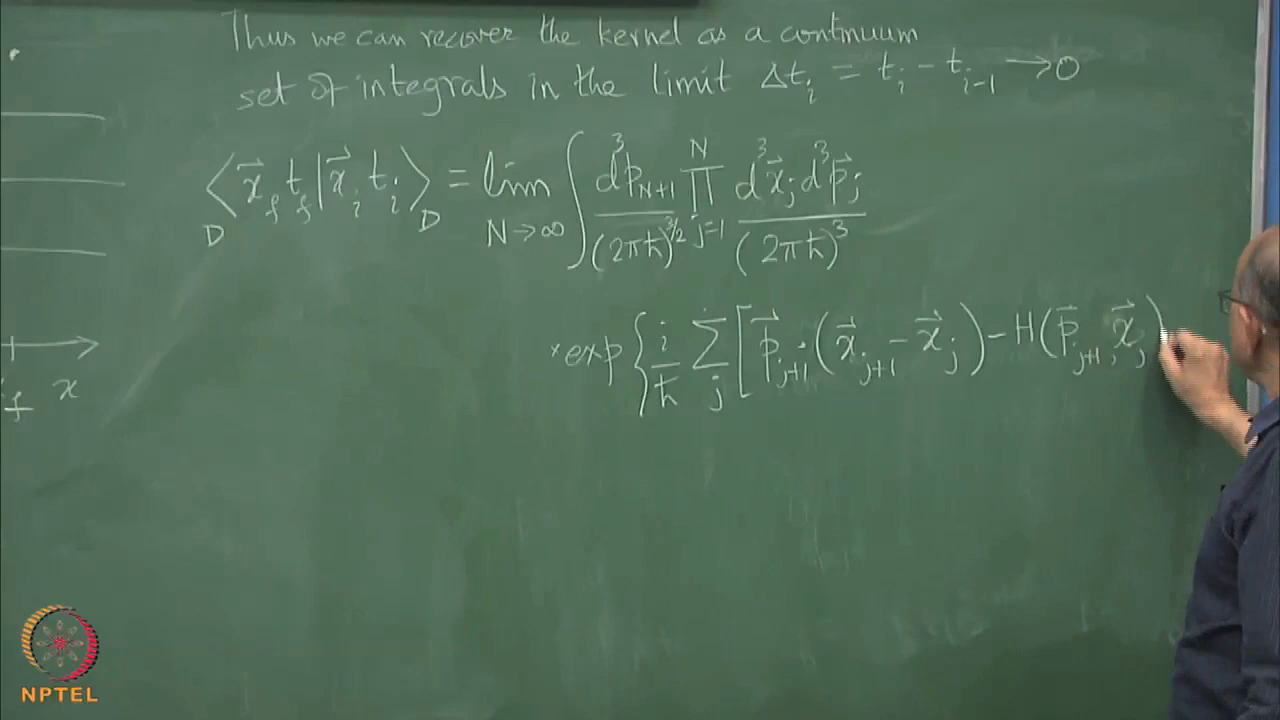 Thus we can recover the kernel as a continuum
set of integrals in the limit Δt_i = t_i − t_{i−1} → 0
_D⟨x⃗_f t_f | x⃗_i t_i⟩_D = lim_{N→∞} ∫ d³p_{N+1}/(2πħ)^{3/2} ∏_{j=1}^{N} d³x⃗_j d³p⃗_j/(2πħ)³
× exp{ i/ħ Σ_j [ p⃗_{j+1}(x⃗_{j+1} − x⃗_j) − H(p⃗_{j+1}, x⃗_j)
f x
NPTEL